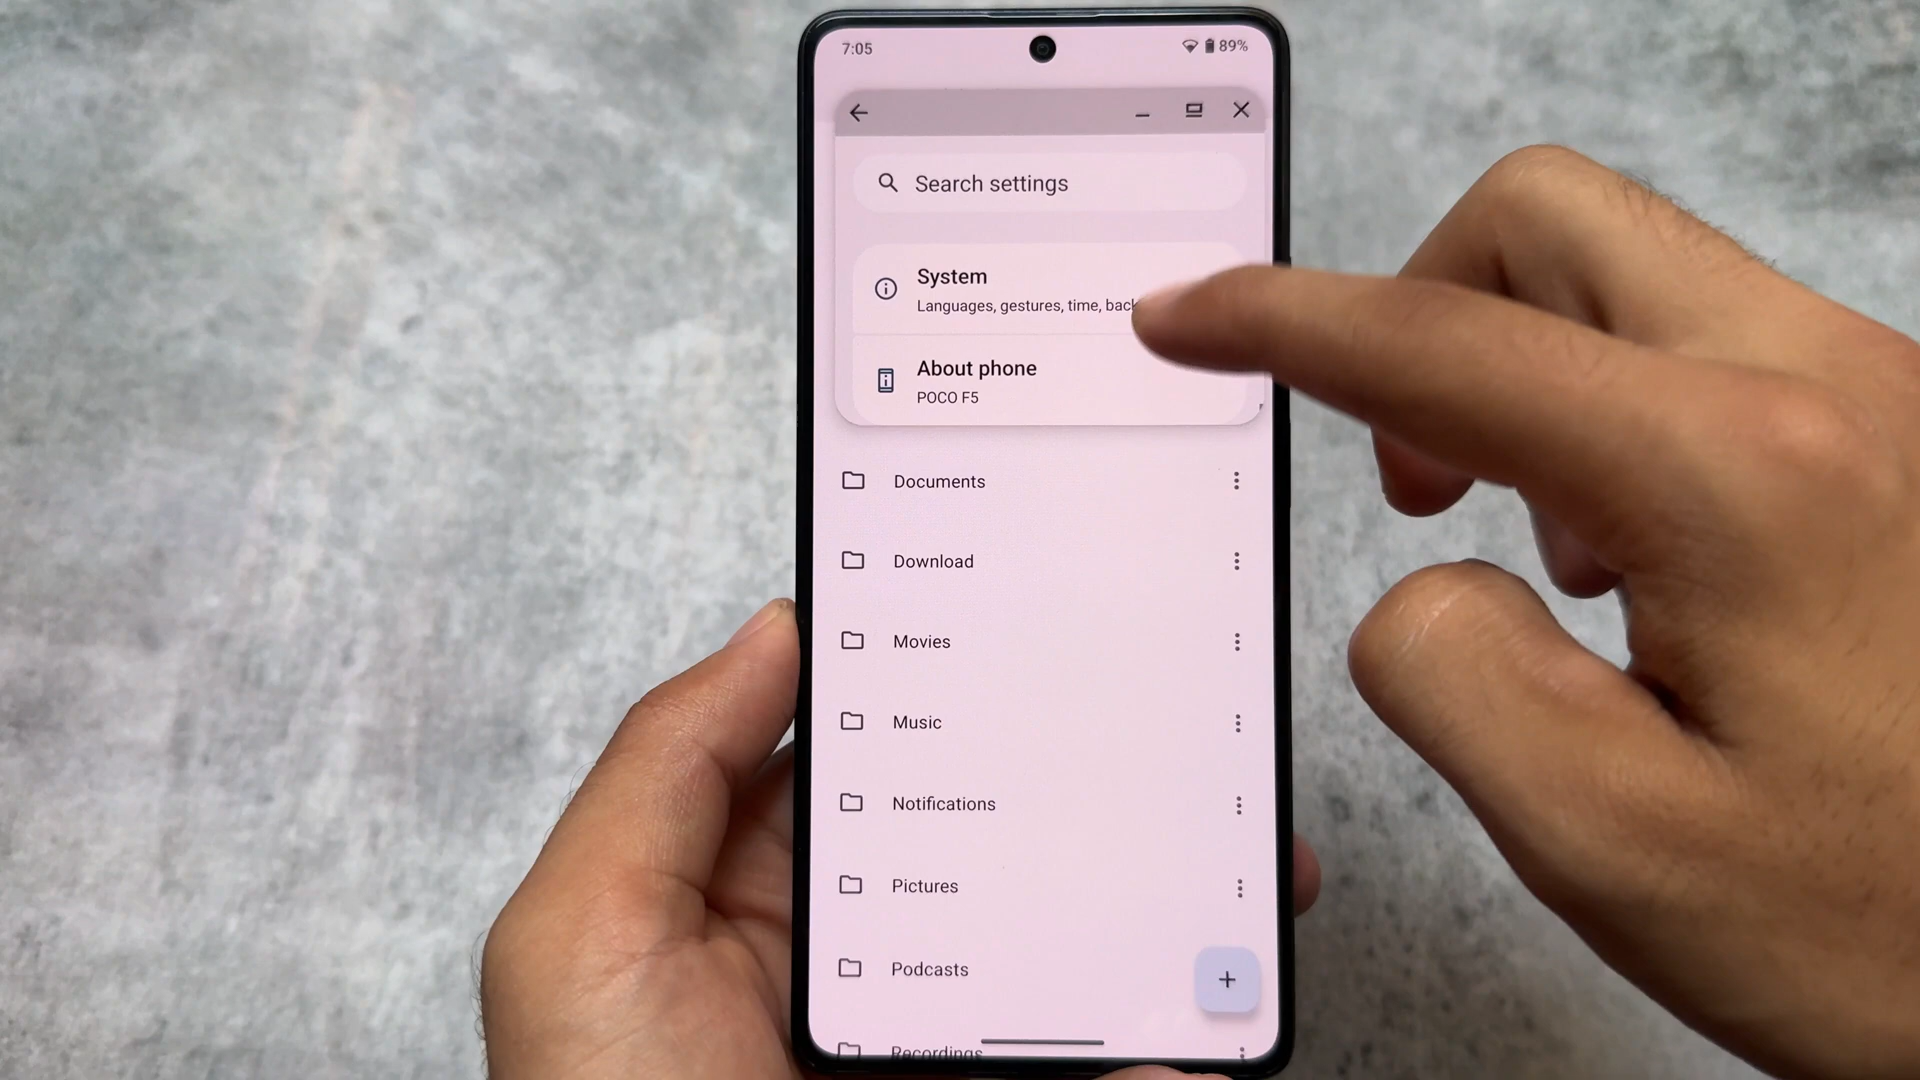 7:05
89%
Search settings
System
Languages, gestures, time, back
About phone
POCO F5
Documents
Download
Movies
Music
Notifications
Pictures
Podcasts
Recordings